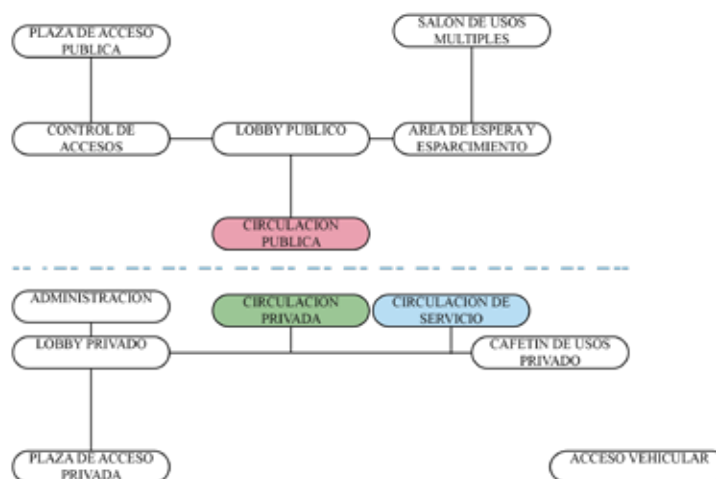 PLAZA DE ACCESO
PUBLICA
SALON DE USOS
MULTIPLES
CONTROL DE
ACCESOS
LOBBY PUBLICO
AREA DE ESPERA Y
ESPARCIMIENTO
CIRCULACION
PUBLICA
ADMINISTRACION
CIRCULACION
PRIVADA
CIRCULACION DE
SERVICIO
LOBBY PRIVADO
CAFETIN DE USOS
PRIVADO
PLAZA DE ACCESO
PRIVADA
ACCESO VEHICULAR